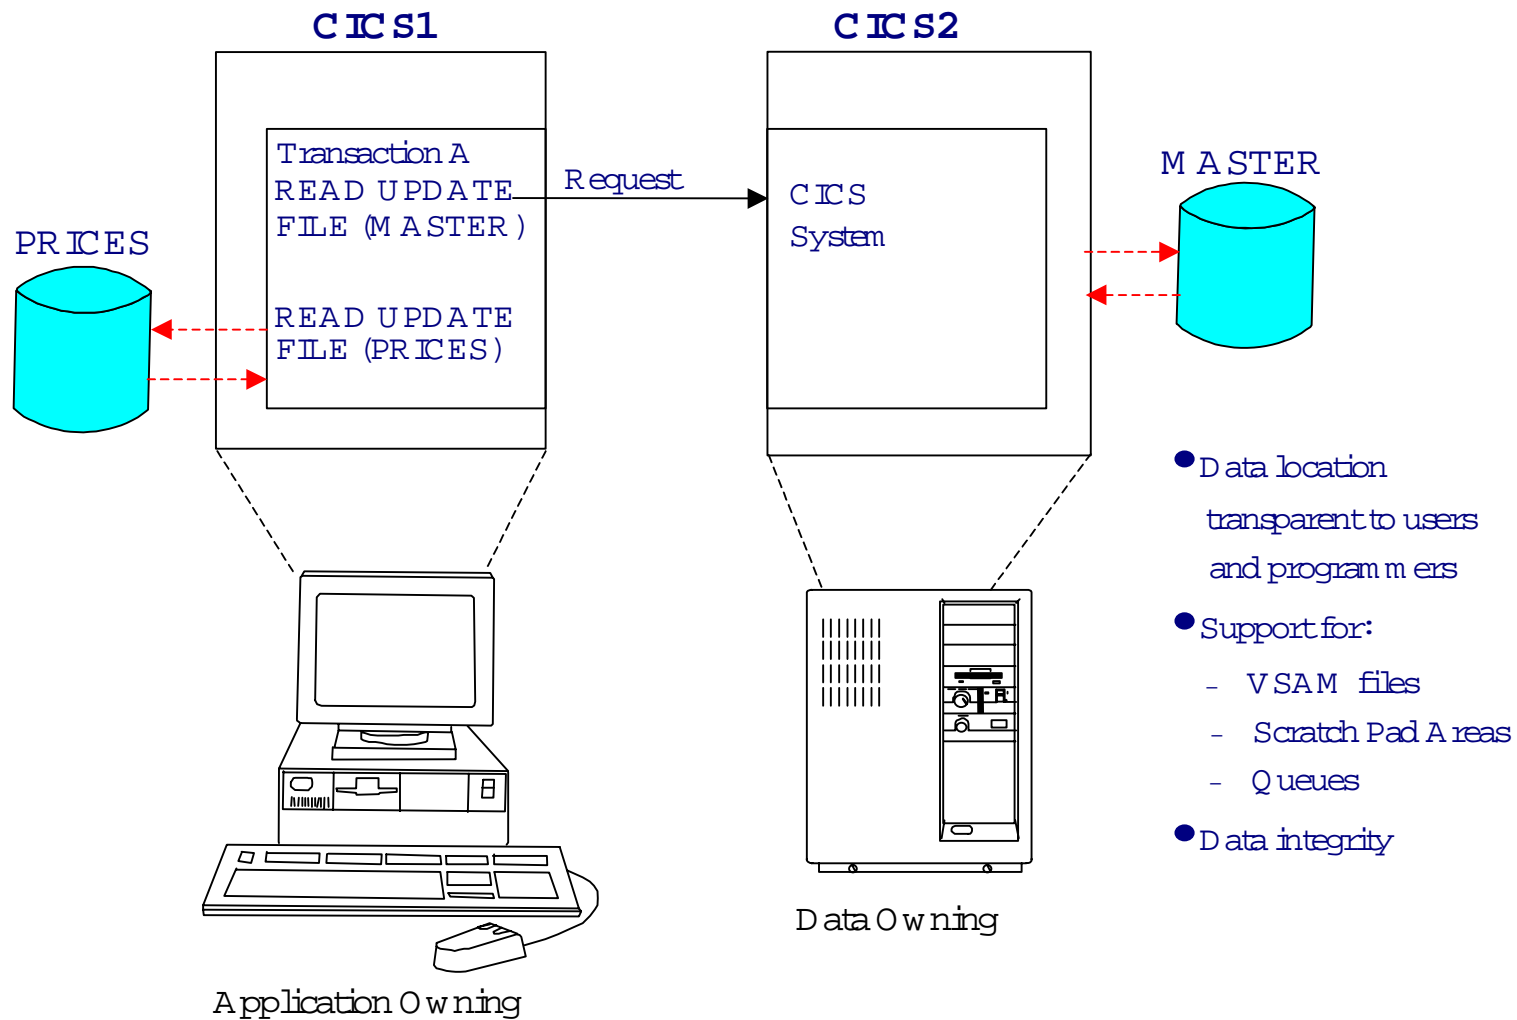 CICS1
CICS2
Transaction A
READ UPDATE
FILE (MASTER)
Request
CICS
System
MASTER
PRICES
READ UPDATE
FILE (PRICES)
Data location
transparent to users
and programmers
Support for:
- VSAM files
- Scratch Pad Areas
- Queues
Data integrity
Data Owning
Application Owning